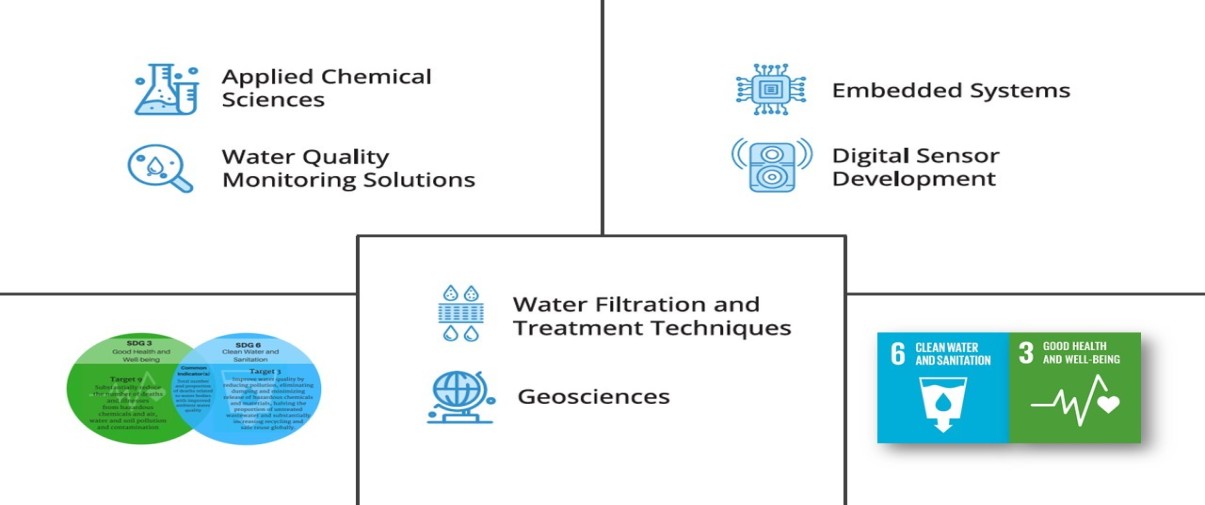 Applied Chemical
Sciences
Water Quality
Monitoring Solutions
Embedded Systems
Digital Sensor
Development
Water Filtration and
Treatment Techniques
Geosciences
SDG 3
Good Health and
Well being
Target 9
Substantially reduce
the number of deaths
and illnesses
from hazardous
chemicals and air,
water and soil pollution
and contamination.
Common
Indicator(s)
SDG 6
Clean Water and
Sanitation
Target 3
Improve water quality by
reducing pollution, eliminating
dumping and minimizing
release of hazardous chemicals
and materials, halving the
proportion of untreated
wastewater and substantially
increasing recycling and
safe reuse globally.
6 CLEAN WATER
AND SANITATION
3 GOOD HEALTH
AND WELL-BEING